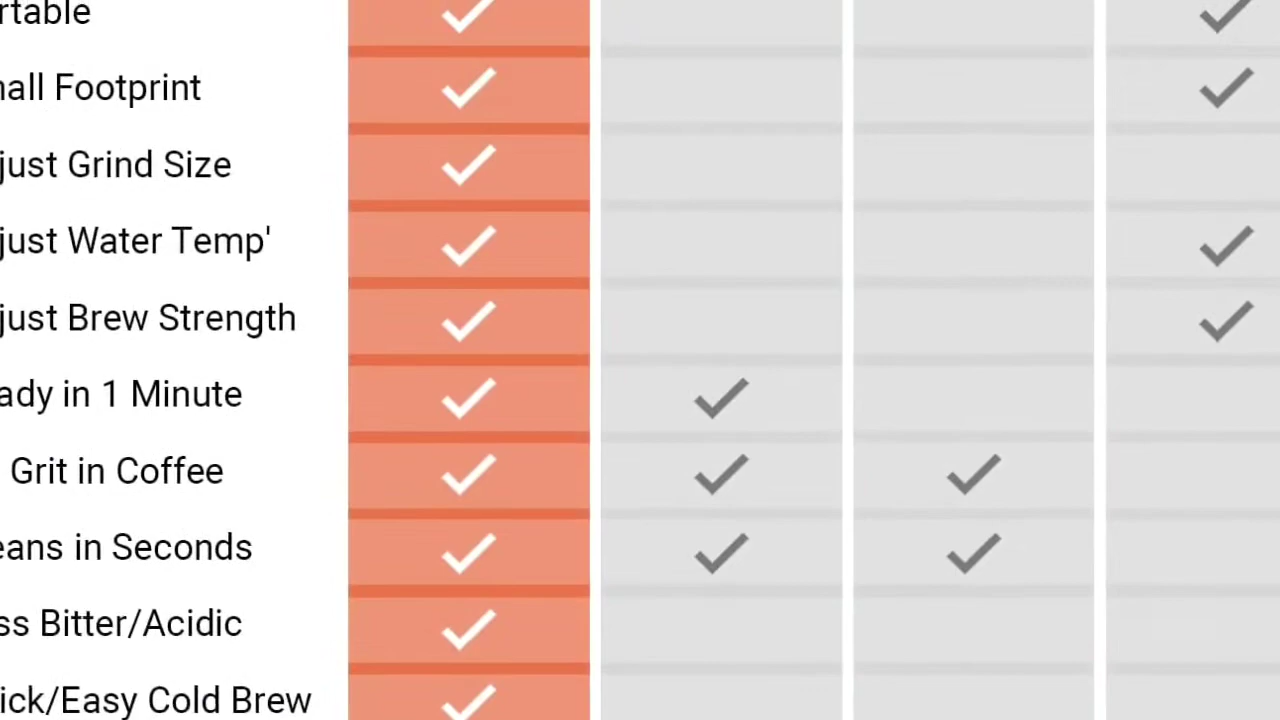 rtable
all Footprint
just Grind Size
just Water Temp'
just Brew Strength
ady in 1 Minute
Grit in Coffee
eans in Seconds
ss Bitter/Acidic
ick/Easy Cold Brew